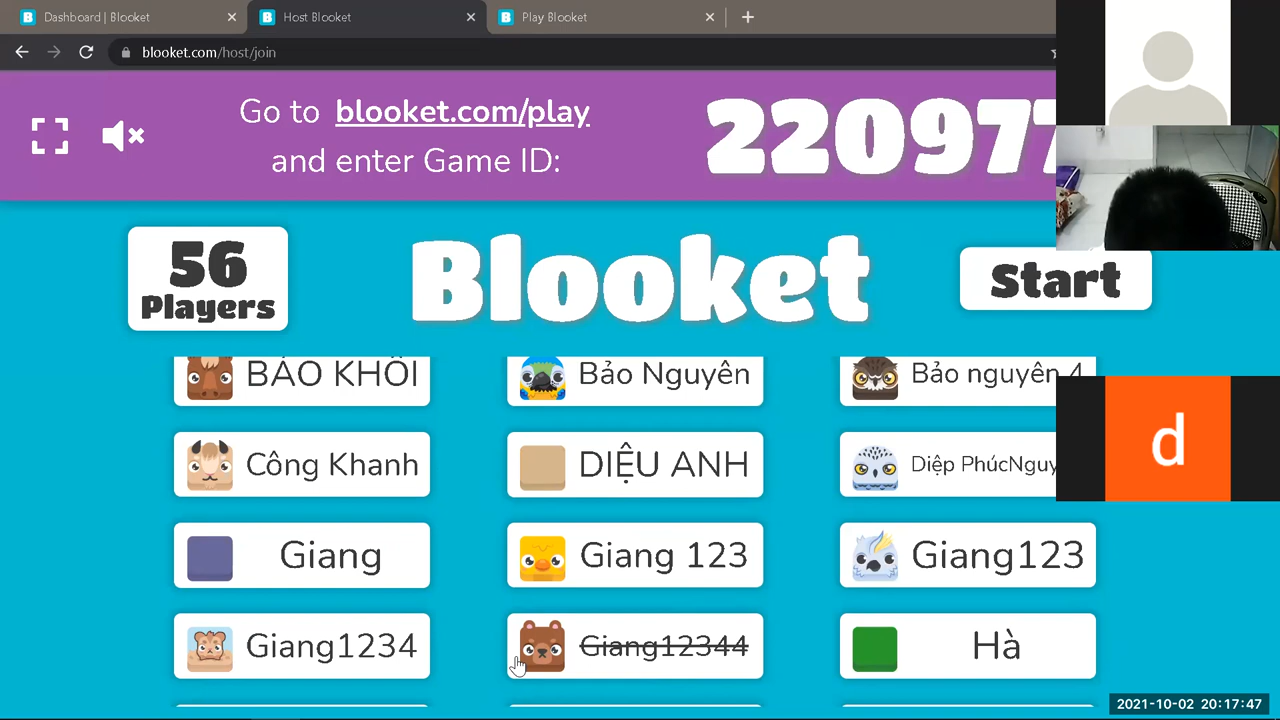 Dashboard | Blooket
Host Blooket
Play Blooket
blooket.com/host/join
Go to blooket.com/play
and enter Game ID:
220977
56
Players
Blooket
Start
BẢO KHÔI
Bảo Nguyên
Bảo nguyên 4
Công Khanh
DIỆU ANH
Diệp PhúcNguy
Giang
Giang 123
Giang123
Giang1234
Giang12344
Hà
d
2021-10-02 20:17:47